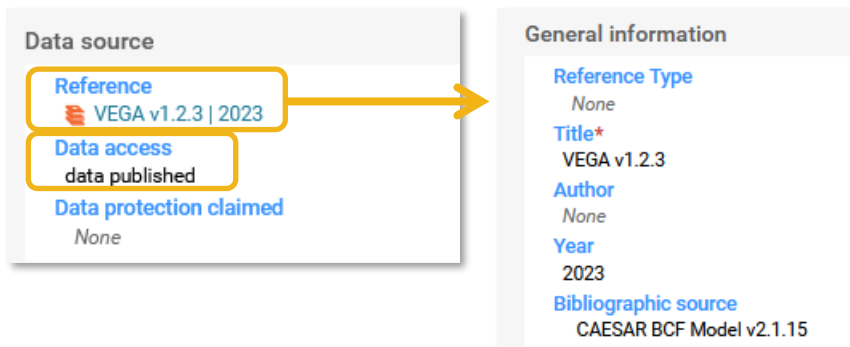 Data source
Reference
VEGA v1.2.3 | 2023
Data access
data published
Data protection claimed
None
General information
Reference Type
None
Title*
VEGA v1.2.3
Author
None
Year
2023
Bibliographic source
CAESAR BCF Model v2.1.15